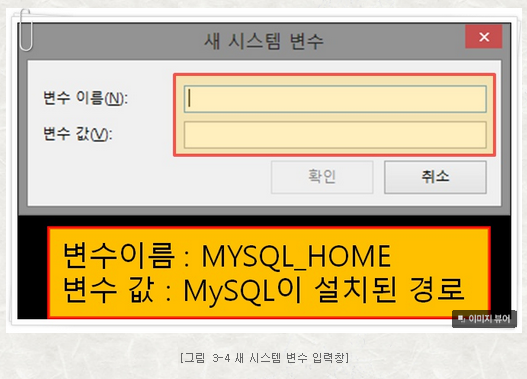 새 시스템 변수
변수 이름(N):
변수 값(V):
확인
취소
변수이름 : MYSQL_HOME
변수 값 : MySQL이 설치된 경로
이미지 뷰어
[그림 3-4 새 시스템 변수 입력창]